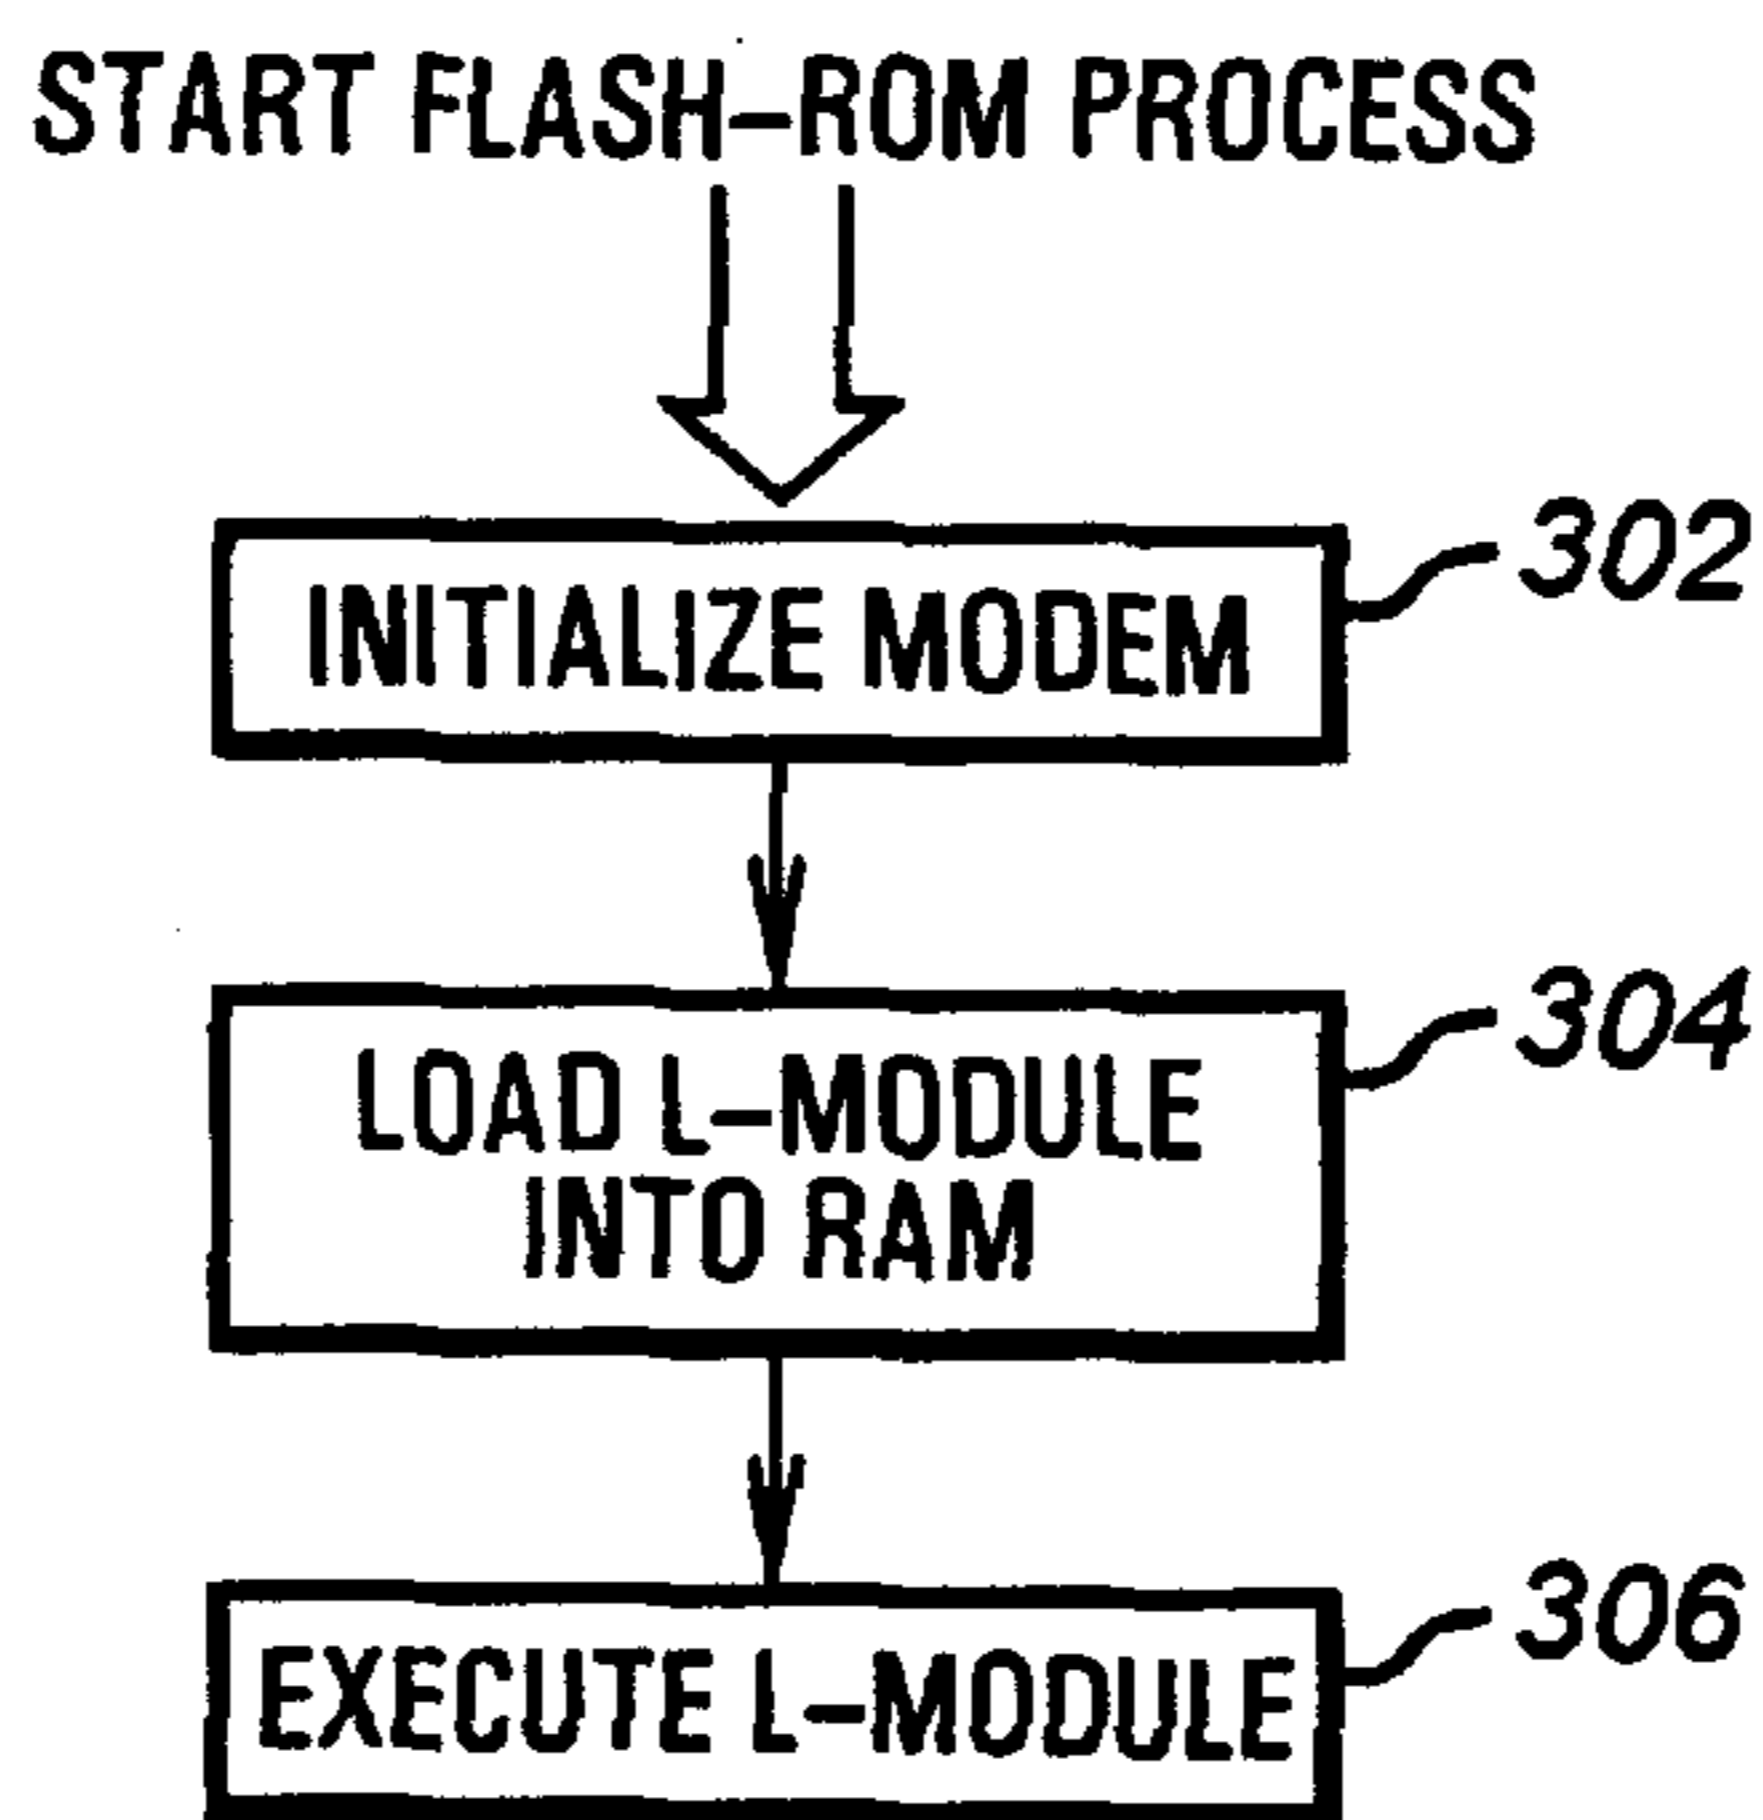 START FLASH-ROM PROCESS
INITIALIZE MODEM
302
LOAD L-MODULE
INTO RAM
304
EXECUTE L-MODULE
306